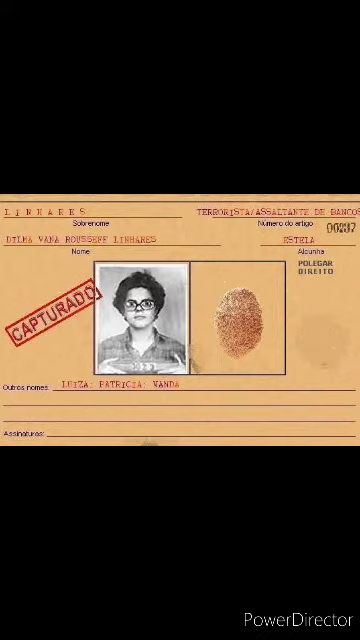 LINHARES
TERRORISTA/ASSALTANTE DE BANCOS
Sobrenome
Número do artigo
00237
DILMA VANA ROUSSEFF LINHARES
ESTELA
Nome
Alcunha
POLEGAR
DIREITO
CAPTURADO
Outros nomes:
LUIZA: PATRICIA: WANDA
Assinaturas:
PowerDirector